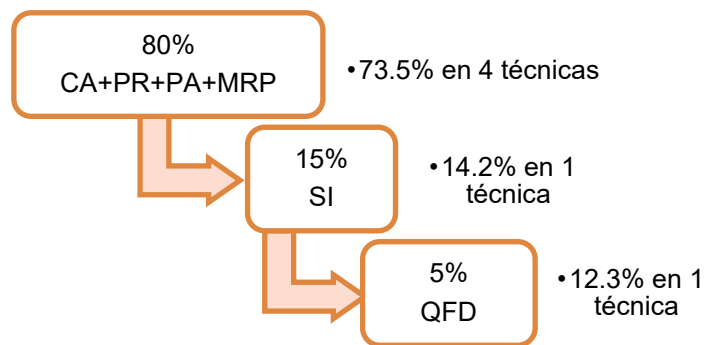 80%
CA+PR+PA+MRP
•73.5% en 4 técnicas
15%
SI
•14.2% en 1
técnica
5%
QFD
•12.3% en 1
técnica